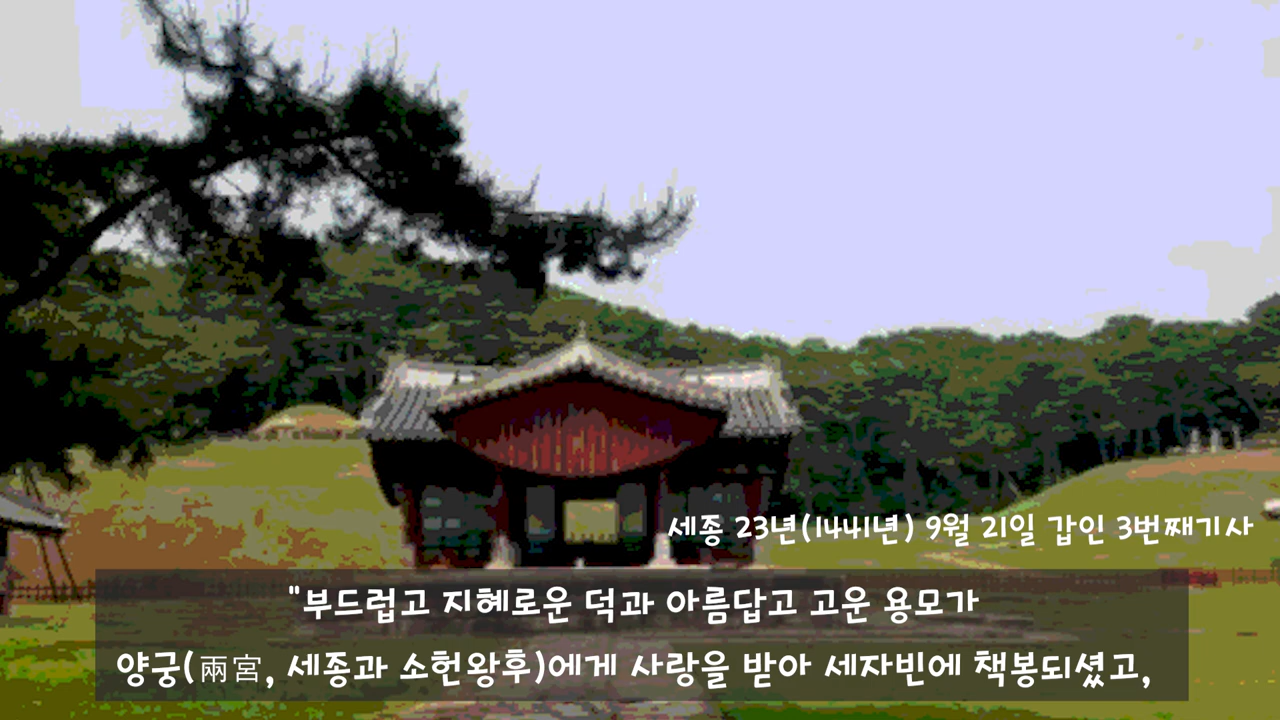 세종 23년(1441년) 9월 21일 갑인 3번째기사
"부드럽고 지혜로운 덕과 아름답고 고운 용모가
양궁(兩宮, 세종과 소헌왕후)에게 사랑을 받아 세자빈에 책봉되셨고,